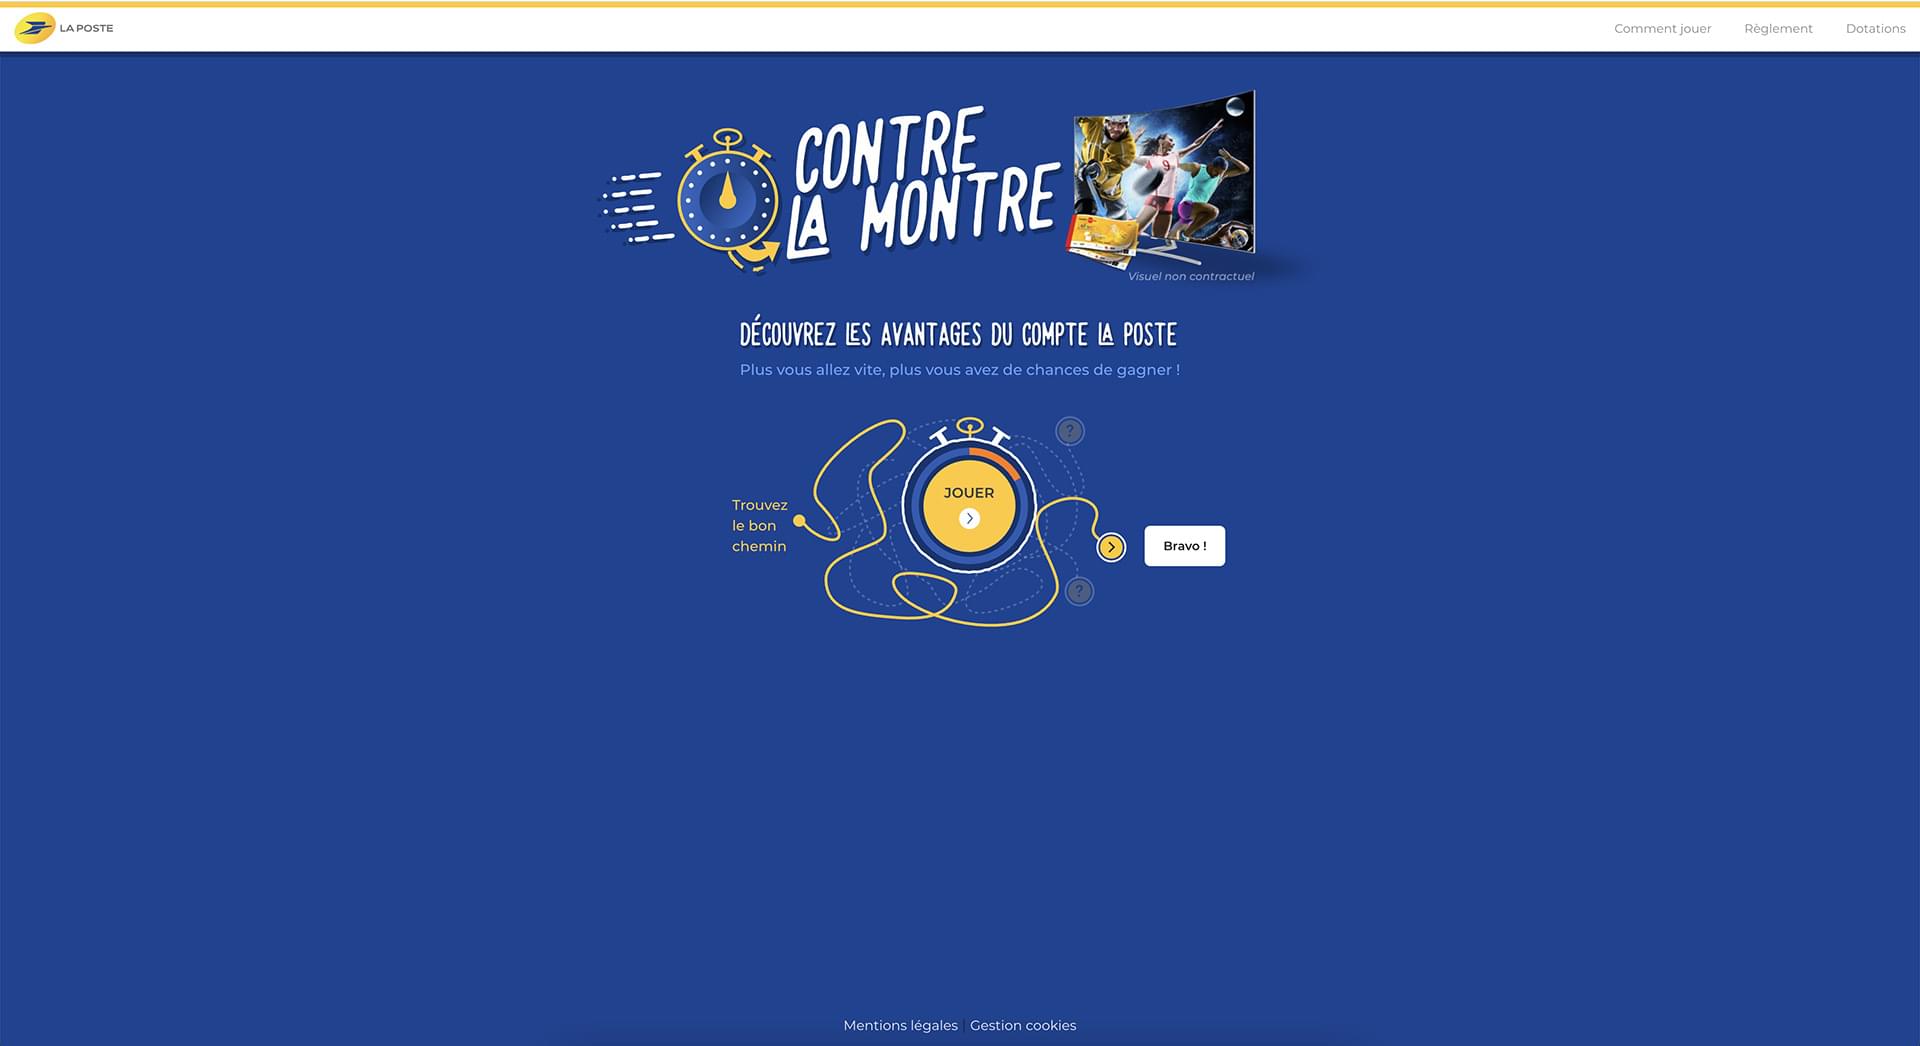 LA POSTE
Comment jouer
Règlement
Dotations
CONTRE
LA MONTRE
9
Visuel non contractuel
DÉCOUVREZ LES AVANTAGES DU COMPTE LA POSTE
Plus vous allez vite, plus vous avez de chances de gagner !
?
JOUER
Trouvez
le bon
chemin
Bravo !
?
Mentions légales | Gestion cookies